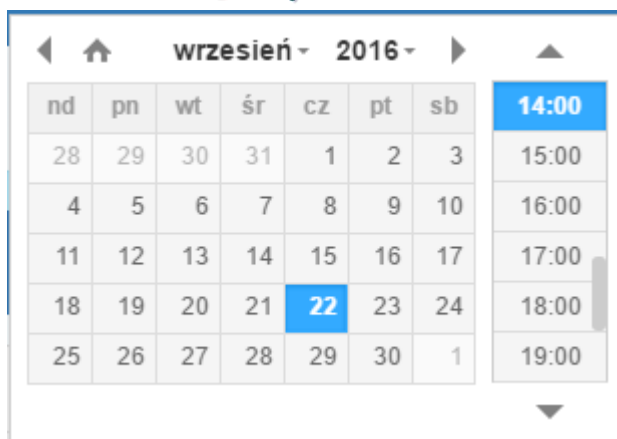 wrzesień 2016
nd pn wt śr cz pt sb
28 29 30 31 1 2 3
4 5 6 7 8 9 10
11 12 13 14 15 16 17
18 19 20 21 22 23 24
25 26 27 28 29 30 1
14:00
15:00
16:00
17:00
18:00
19:00